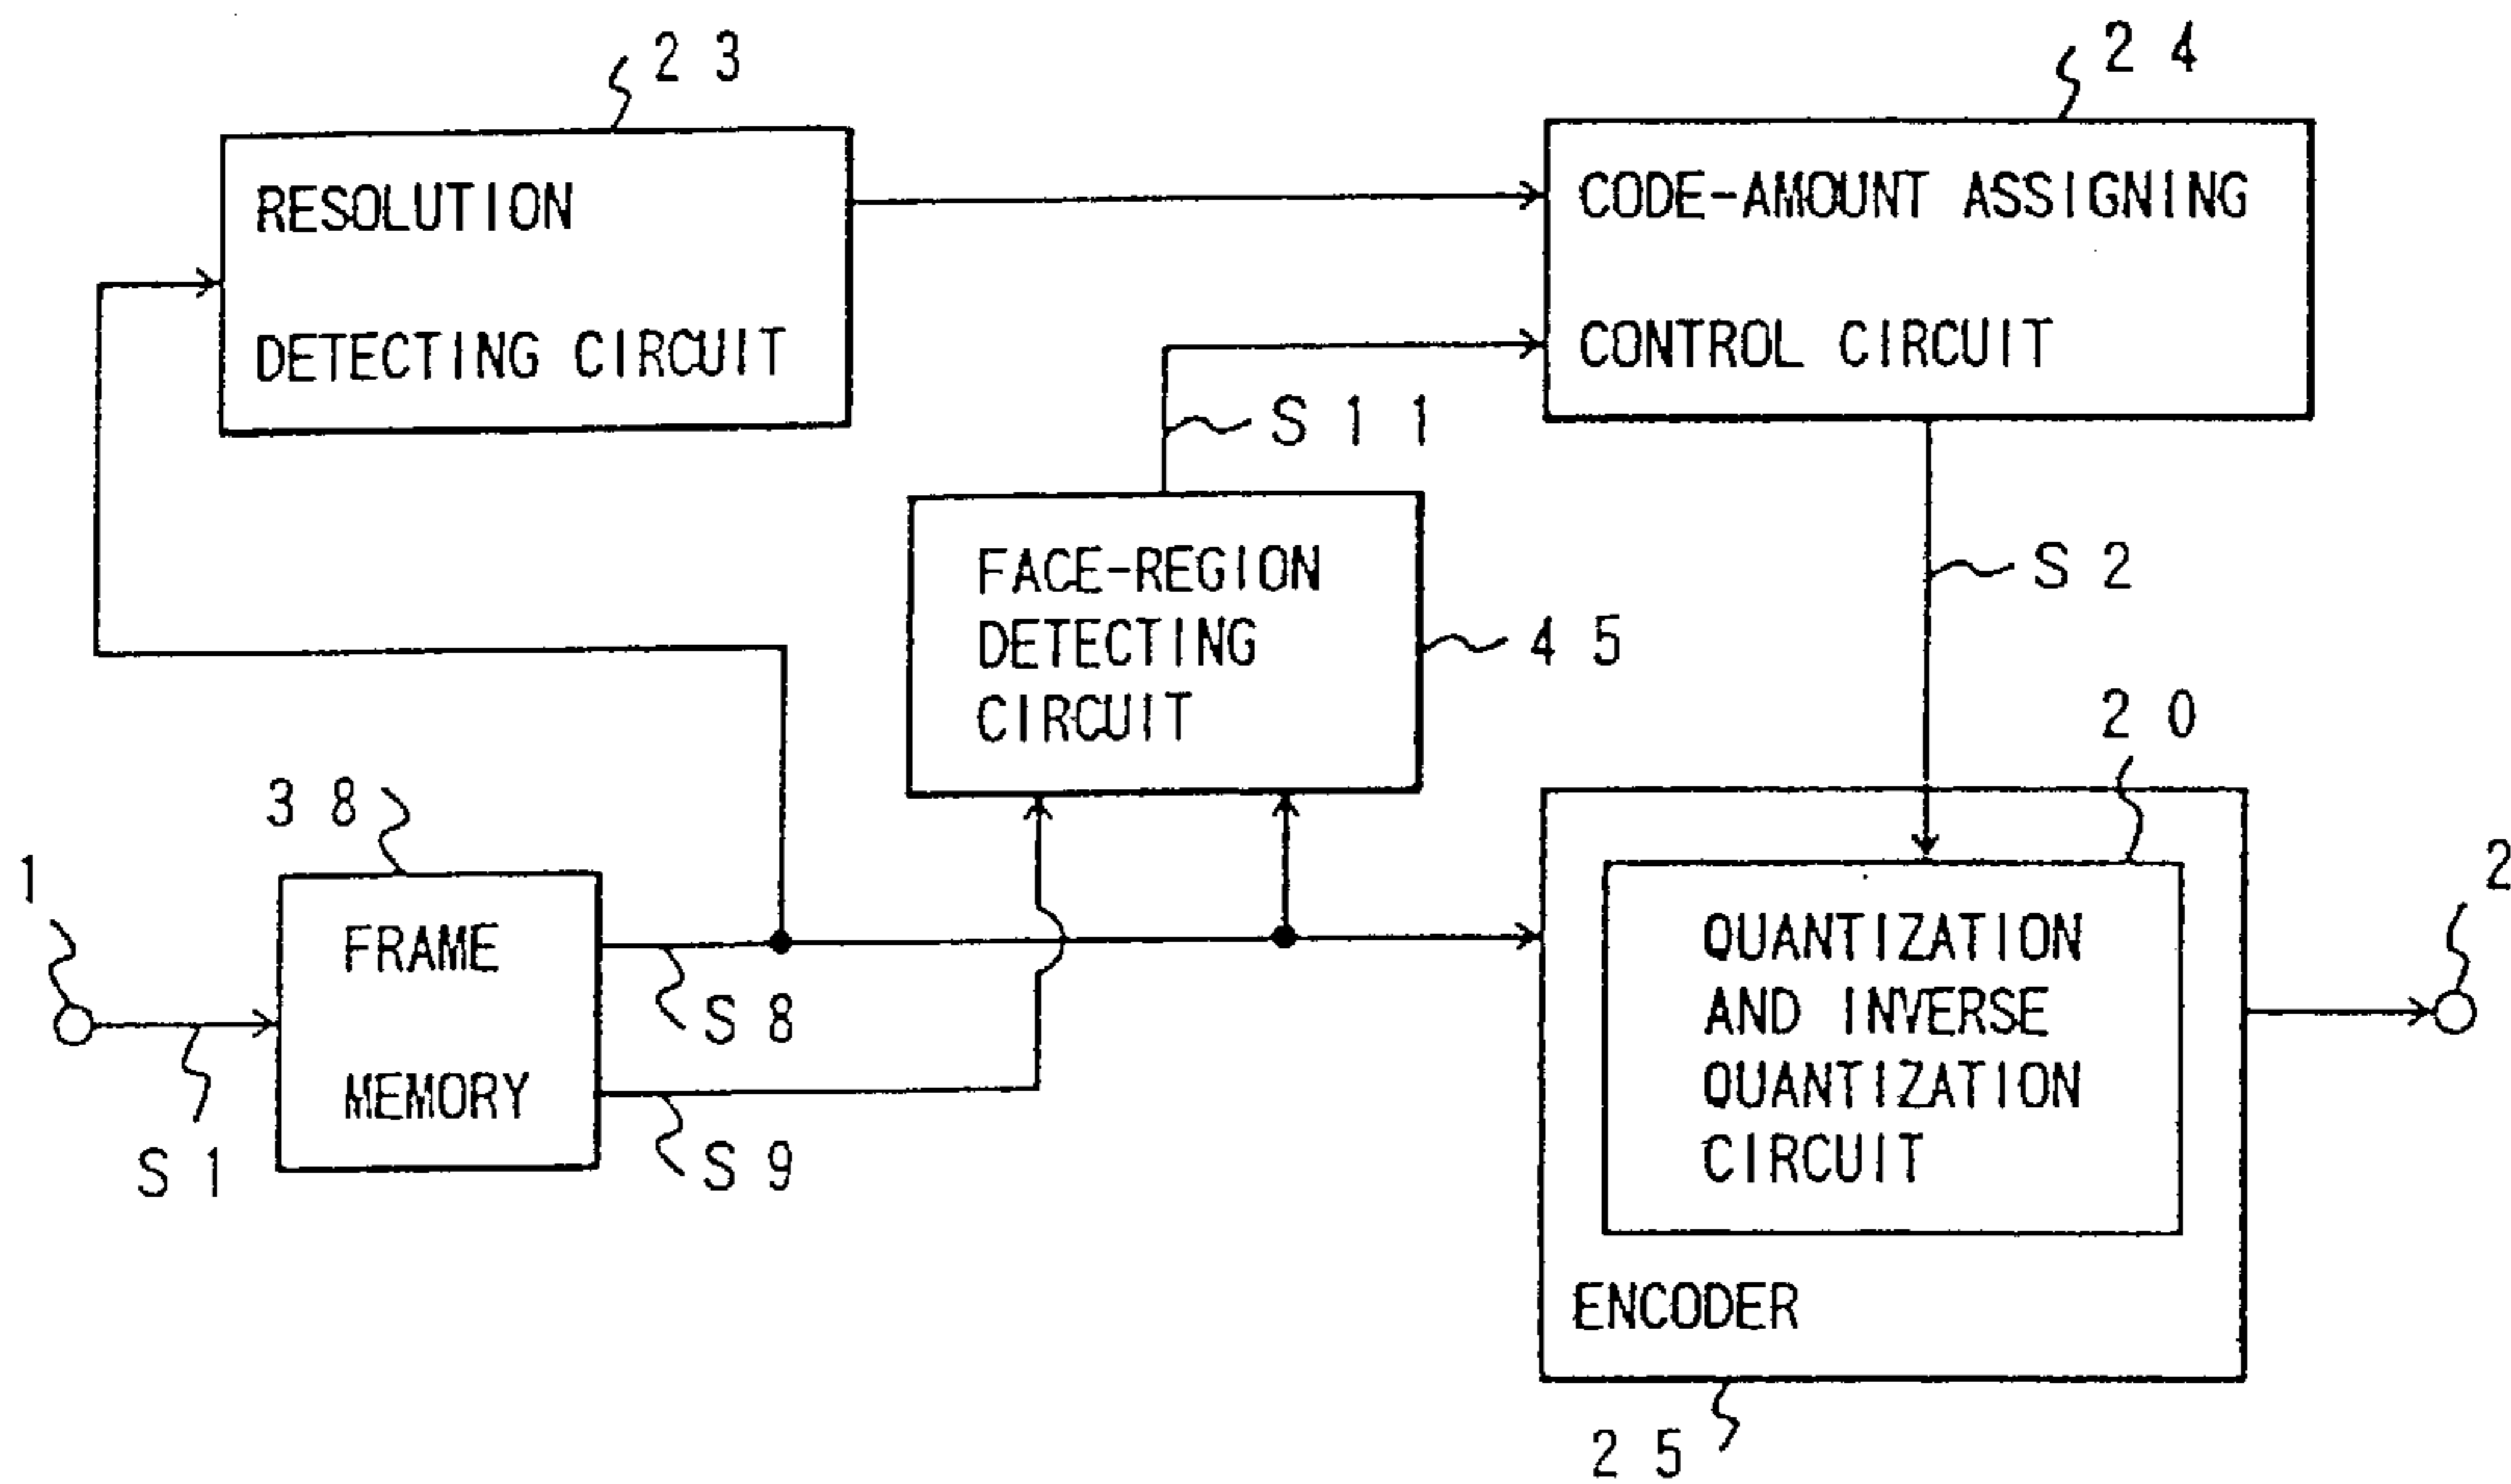 23
24
RESOLUTION
DETECTING CIRCUIT
CODE-AMOUNT ASSIGNING
CONTROL CIRCUIT
S11
S2
FACE-REGION
DETECTING
CIRCUIT
45
20
38
1
2
FRAME
MEMORY
S8
S9
S1
QUANTIZATION
AND INVERSE
QUANTIZATION
CIRCUIT
ENCODER
25